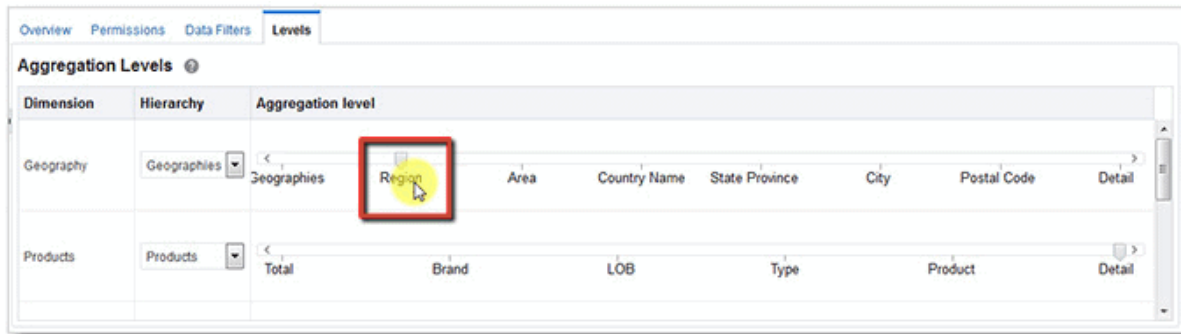 Overview Permissions Data Filters Levels
Aggregation Levels ?
Dimension Hierarchy Aggregation level
Geography Geographies
Geographies Region Area Country Name State Province City Postal Code Detail
Products Products
Total Brand LOB Type Product Detail